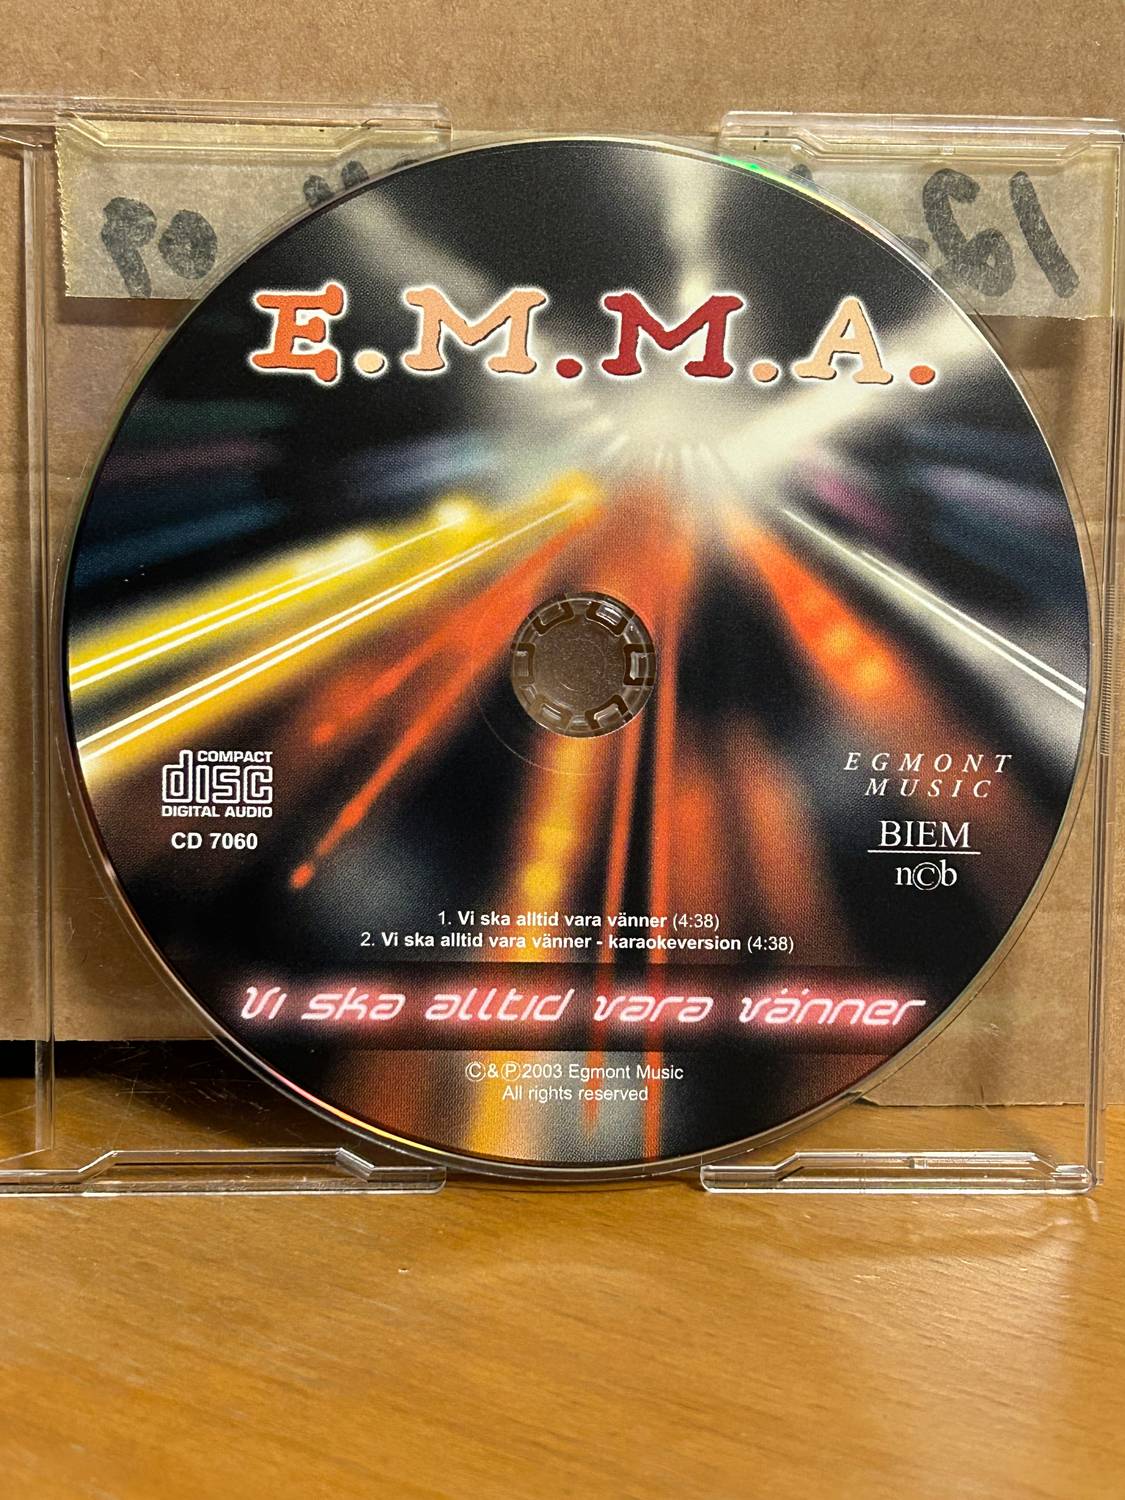 E.M.M.A.
COMPACT
disc
DIGITAL AUDIO
CD 7060
EGMONT
MUSIC
BIEM
n©b
1. Vi ska alltid vara vänner (4:38)
2. Vi ska alltid vara vänner - karaokeversion (4:38)
Vi ska alltid vara vänner
©&℗2003 Egmont Music
All rights reserved